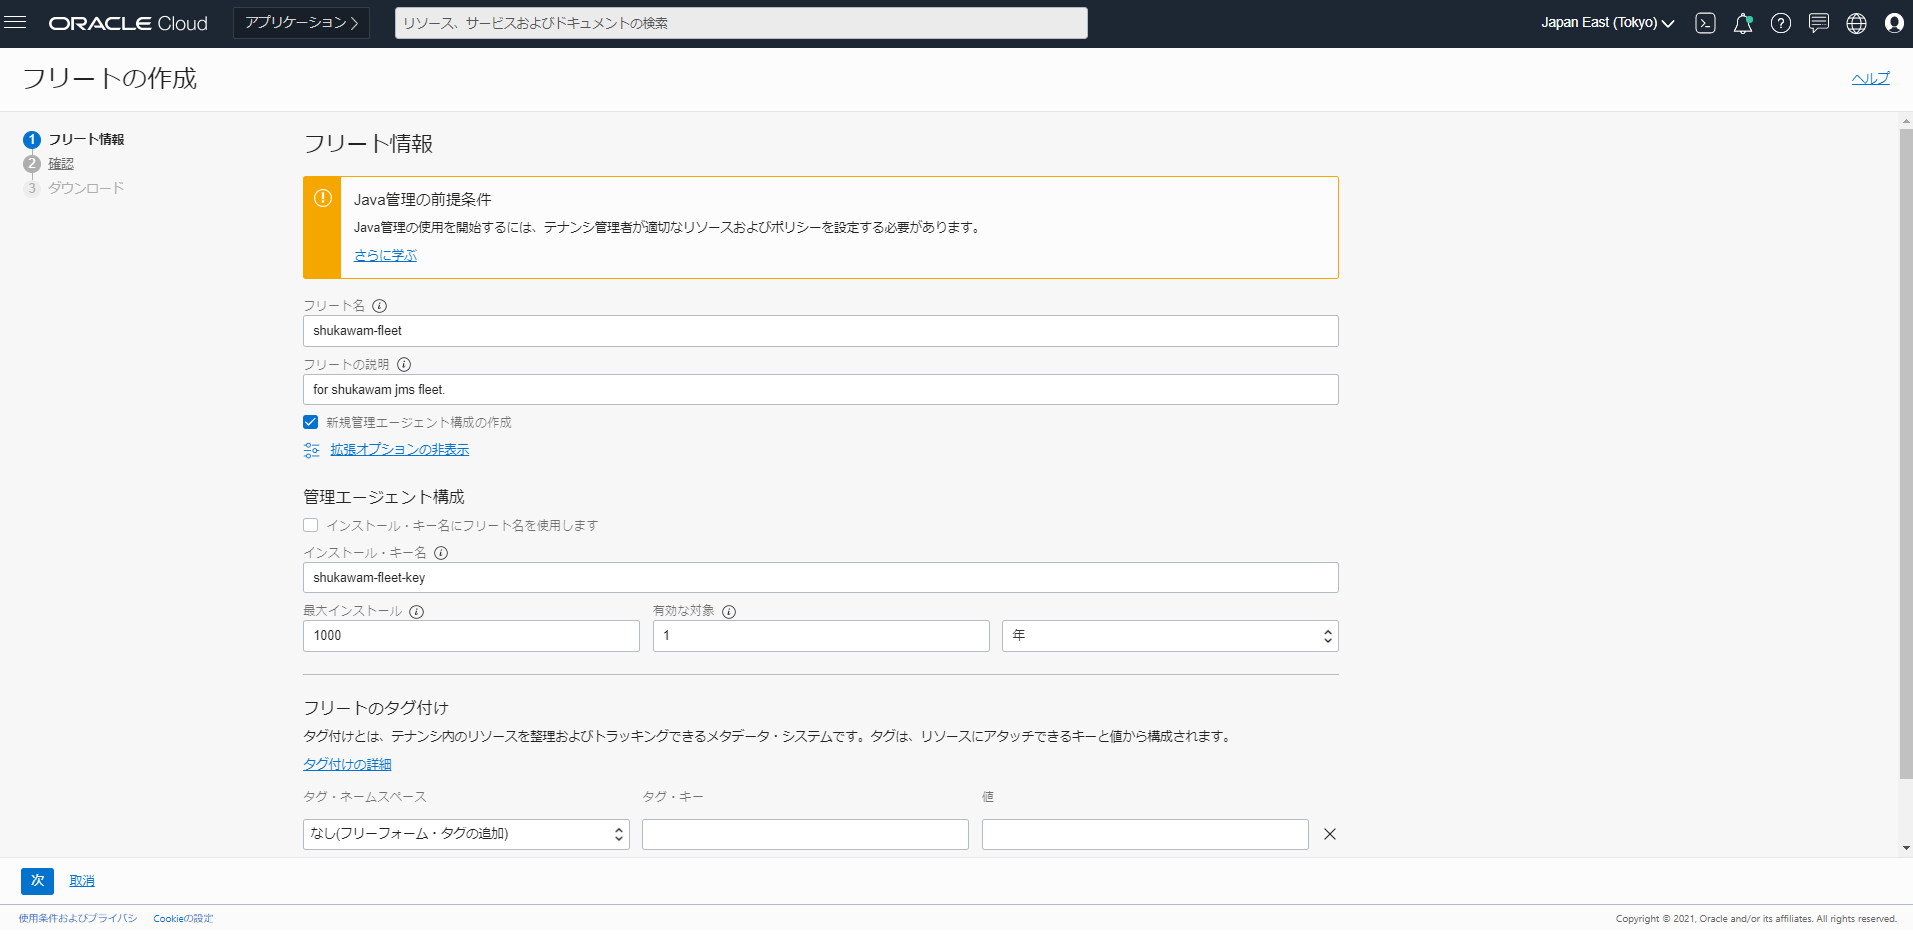 ORACLE Cloud
アプリケーション
リソース、サービスおよびドキュメントの検索
Japan East (Tokyo)
フリートの作成
ヘルプ
1 フリート情報
2 確認
3 ダウンロード
フリート情報
Java管理の前提条件
Java管理の使用を開始するには、テナンシ管理者が適切なリソースおよびポリシーを設定する必要があります。
さらに学ぶ
フリート名
shukawam-fleet
フリートの説明
for shukawam jms fleet.
新規管理エージェント構成の作成
拡張オプションの非表示
管理エージェント構成
インストール・キー名にフリート名を使用します
インストール・キー名
shukawam-fleet-key
最大インストール 有効な対象
1000 1 年
フリートのタグ付け
タグ付けとは、テナンシ内のリソースを整理およびトラッキングできるメタデータ・システムです。タグは、リソースにアタッチできるキーと値から構成されます。
タグ付けの詳細
タグ・ネームスペース タグ・キー 値
なし(フリーフォーム・タグの追加)
次 取消
使用条件およびプライバシ Cookieの設定
Copyright © 2021, Oracle and/or its affiliates. All rights reserved.